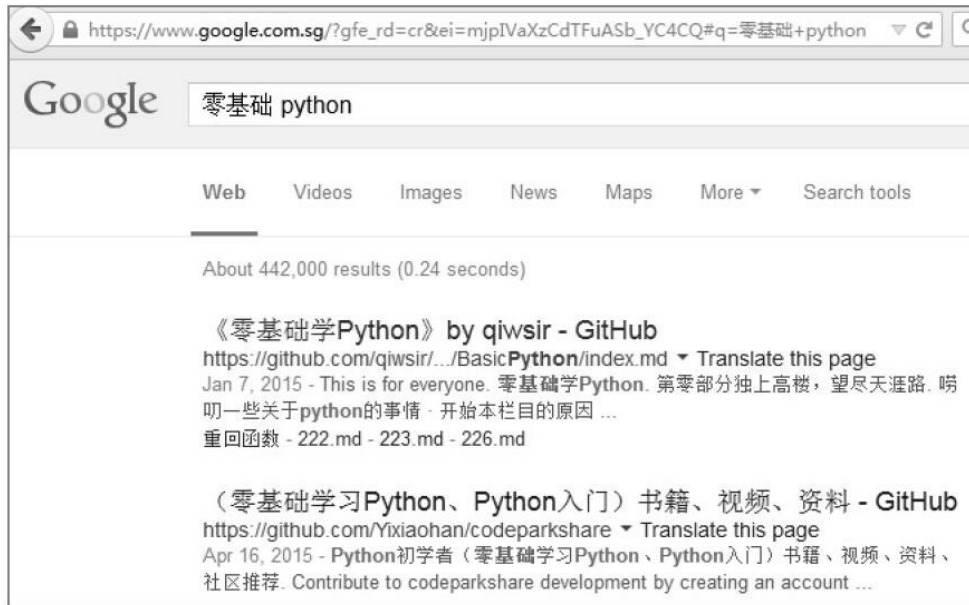 https://www.google.com.sg/?gfe_rd=cr&ei=mjpIVaXzCdTFuASb_YC4CQ#q=零基础+python
Google
零基础 python
Web Videos Images News Maps More Search tools
About 442,000 results (0.24 seconds)
《零基础学Python》by qiwsir - GitHub
https://github.com/qiwsir/.../BasicPython/index.md Translate this page
Jan 7, 2015 - This is for everyone. 零基础学Python. 第零部分独上高楼，望尽天涯路. 唠
叨一些关于python的事情 · 开始本栏目的原因 ...
重回函数 - 222.md - 223.md - 226.md
（零基础学习Python、Python入门）书籍、视频、资料 - GitHub
https://github.com/Yixiaohan/codeparkshare Translate this page
Apr 16, 2015 - Python初学者（零基础学习Python、Python入门）书籍、视频、资料、
社区推荐. Contribute to codeparkshare development by creating an account ...